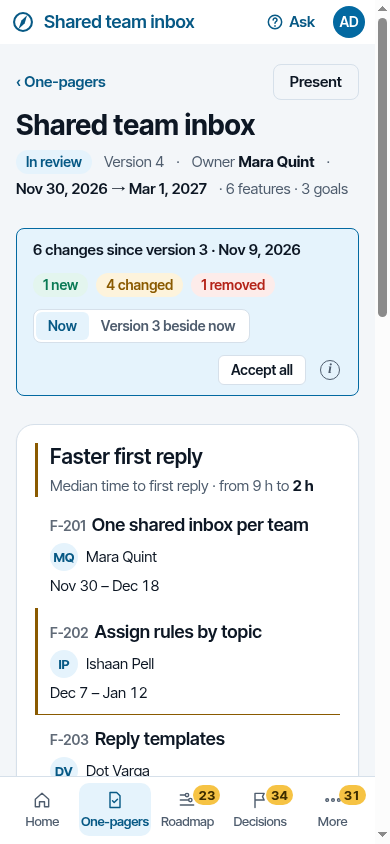 Shared team inbox
Ask
AD
‹ One-pagers
Present
Shared team inbox
In review Version 4 · Owner Mara Quint ·
Nov 30, 2026 → Mar 1, 2027 · 6 features · 3 goals
6 changes since version 3 · Nov 9, 2026
1 new 4 changed 1 removed
Now Version 3 beside now
Accept all i
Faster first reply
Median time to first reply · from 9 h to 2 h
F-201 One shared inbox per team
MQ Mara Quint
Nov 30 – Dec 18
F-202 Assign rules by topic
IP Ishaan Pell
Dec 7 – Jan 12
F-203 Reply templates
DV Dot Varga
23 34 31
Home One-pagers Roadmap Decisions More